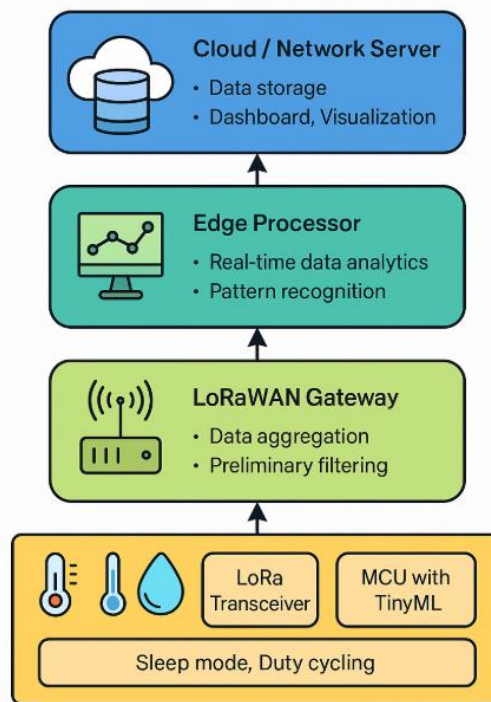 Cloud / Network Server
• Data storage
• Dashboard, Visualization
Edge Processor
• Real-time data analytics
• Pattern recognition
LoRaWAN Gateway
• Data aggregation
• Preliminary filtering
LoRa
Transceiver
MCU with
TinyML
Sleep mode, Duty cycling